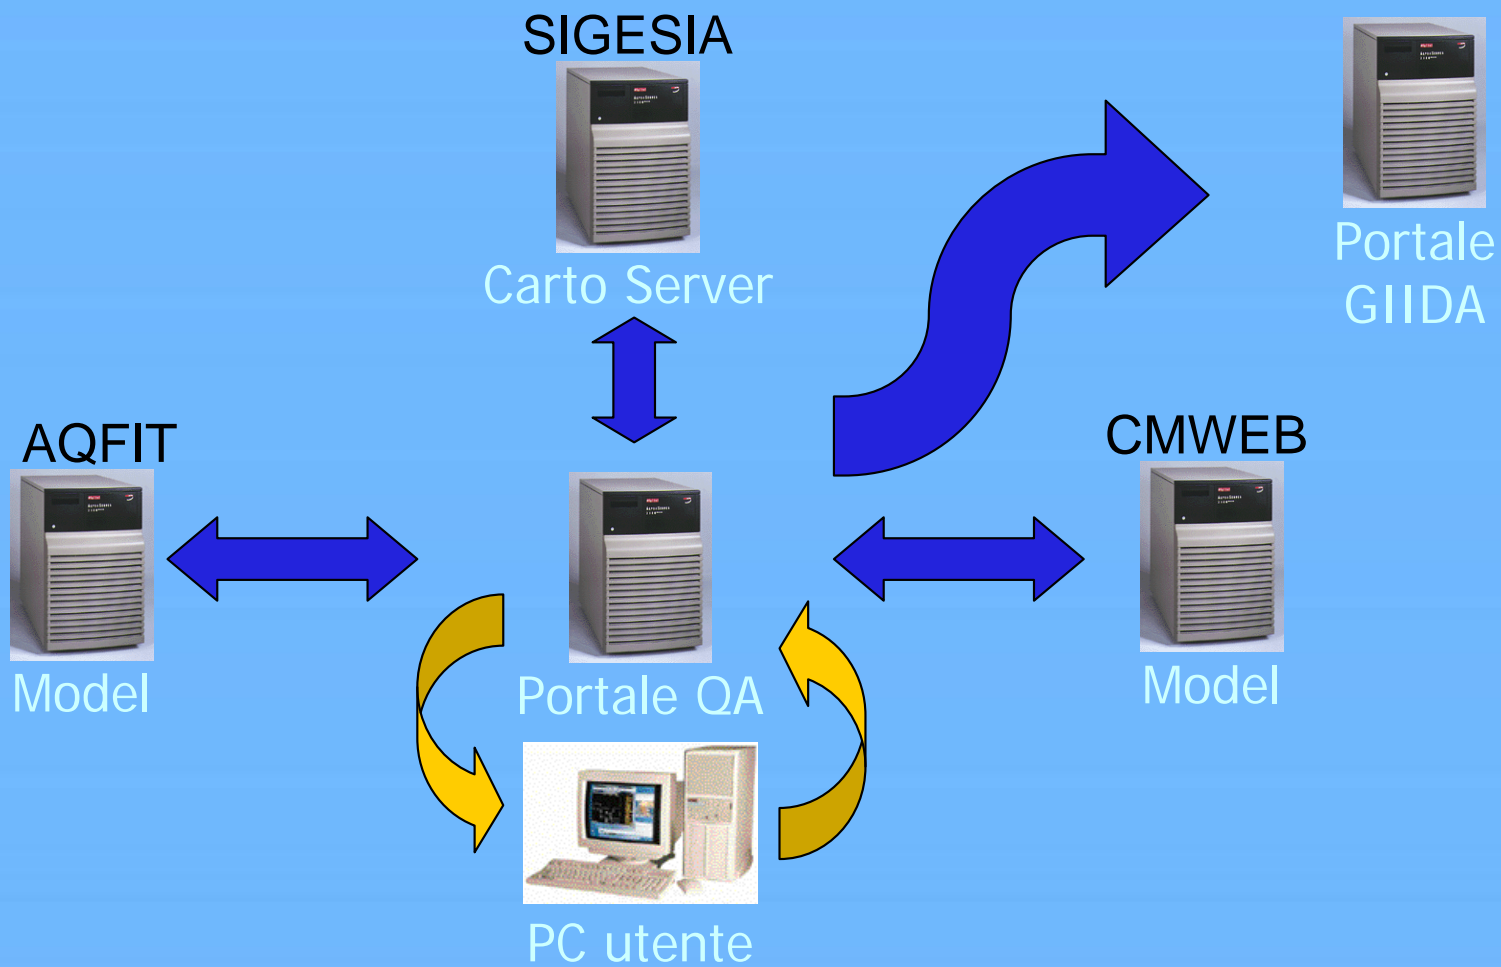 SIGESIA
Carto Server
Portale
GIIDA
AQFIT
Model
CMWEB
Model
Portale QA
PC utente